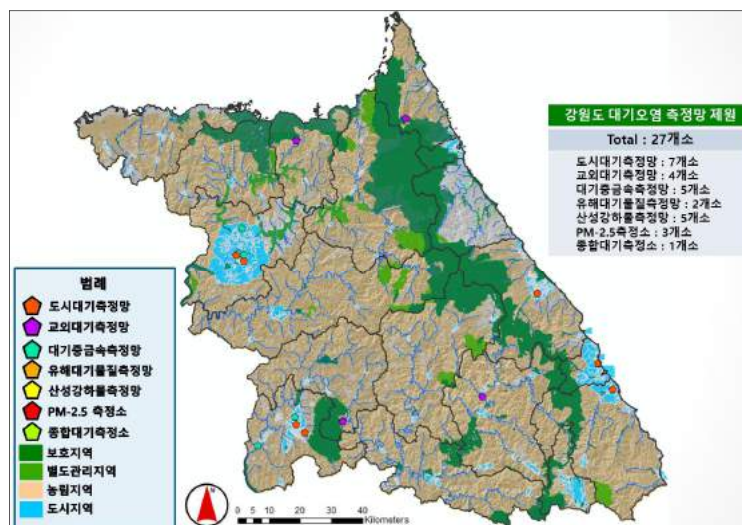 강원도 대기오염 측정망 제원
Total : 27개소
도시대기측정망 : 7개소
교외대기측정망 : 4개소
대기중금속측정망 : 5개소
유해대기물질측정망 : 2개소
산성강하물측정망 : 5개소
PM-2.5측정소 : 3개소
종합대기측정소 : 1개소
범례
도시대기측정망
교외대기측정망
대기중금속측정망
유해대기물질측정망
산성강하물측정망
PM-2.5 측정소
종합대기측정소
보호지역
별도관리지역
농림지역
도시지역
N
0 5 10 20 30 40
Kilometers